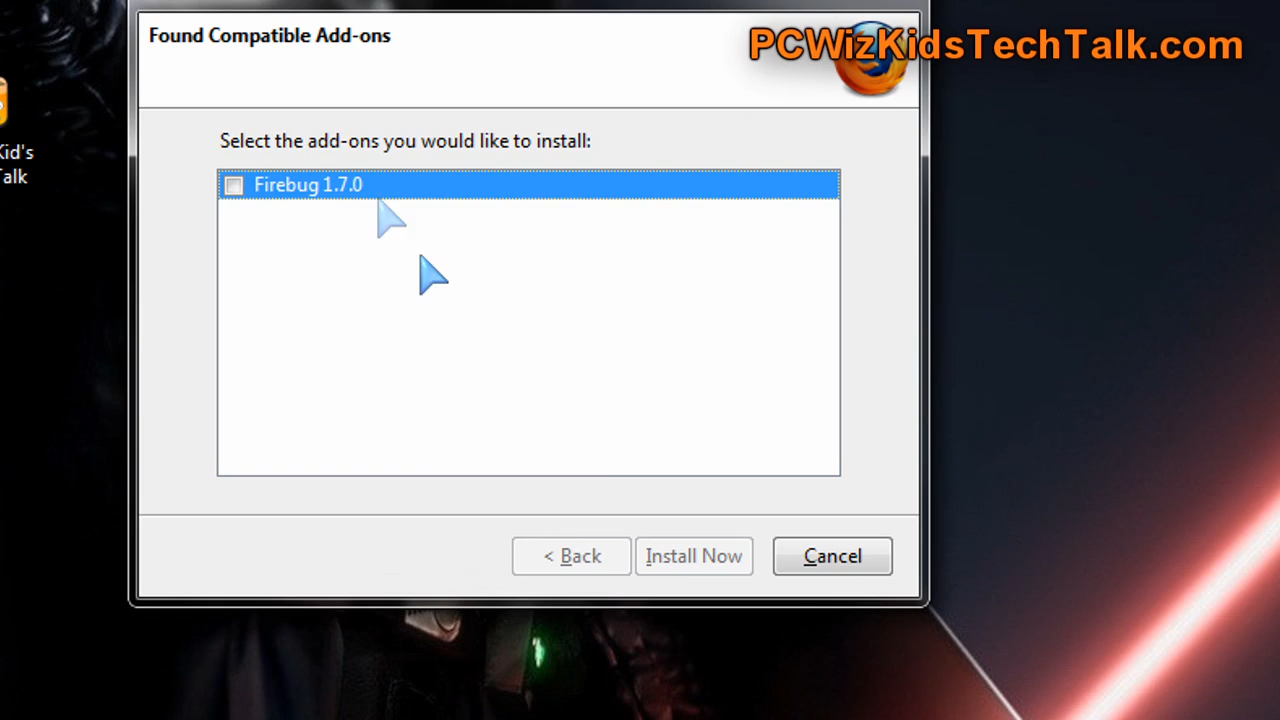 Found Compatible Add-ons
PCWizKidsTechTalk.com
Select the add-ons you would like to install:
Kid's
Talk
Firebug 1.7.0
< Back
Install Now
Cancel